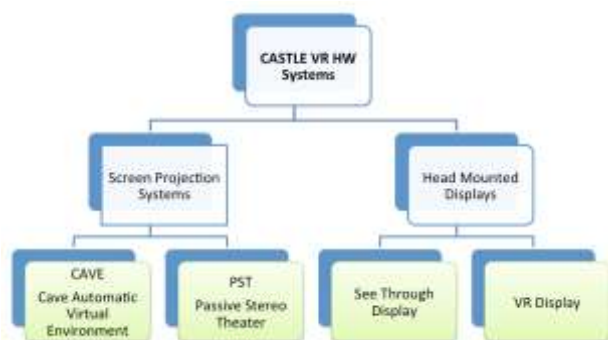 CASTLE VR HW
Systems
Screen Projection
Systems
Head Mounted
Displays
CAVE
Cave Automatic
Virtual
Environment
PST
Passive Stereo
Theater
See Through
Display
VR Display